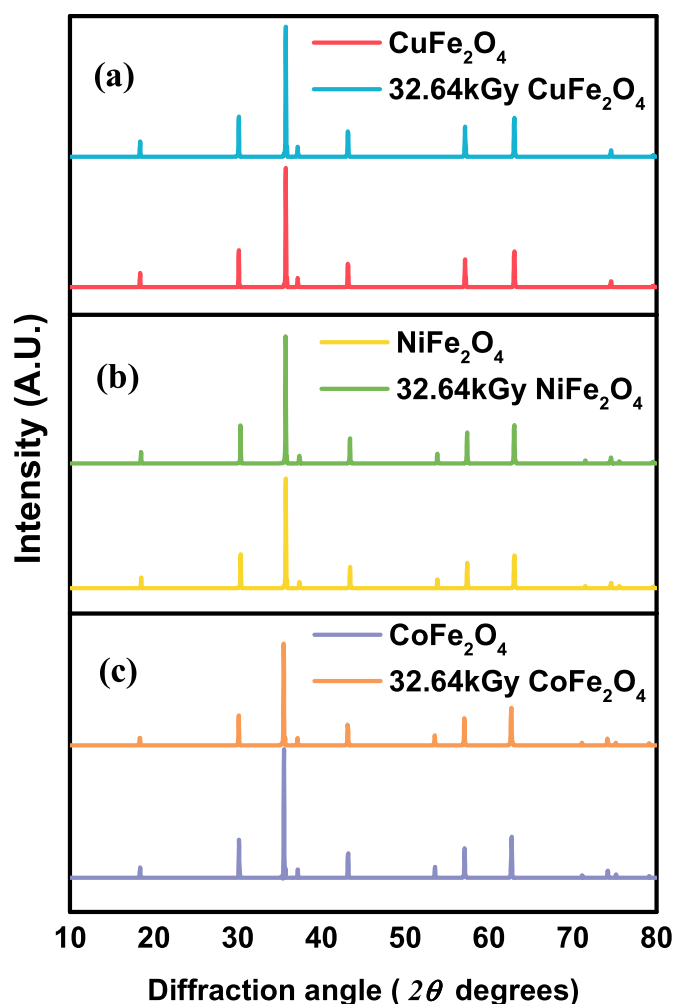 (a)
CuFe₂O₄
32.64kGy CuFe₂O₄
(b)
NiFe₂O₄
32.64kGy NiFe₂O₄
(c)
CoFe₂O₄
32.64kGy CoFe₂O₄
Intensity (A.U.)
10 20 30 40 50 60 70 80
Diffraction angle ( 2θ degrees)